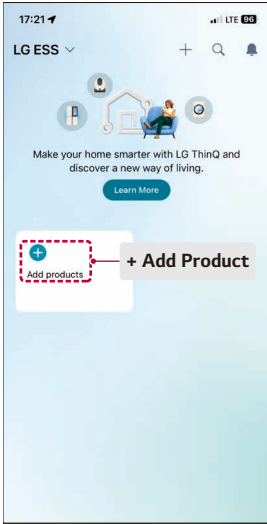 17:21 LTE 96
LG ESS
Make your home smarter with LG ThinQ and
discover a new way of living.
Learn More
Add products
+ Add Product